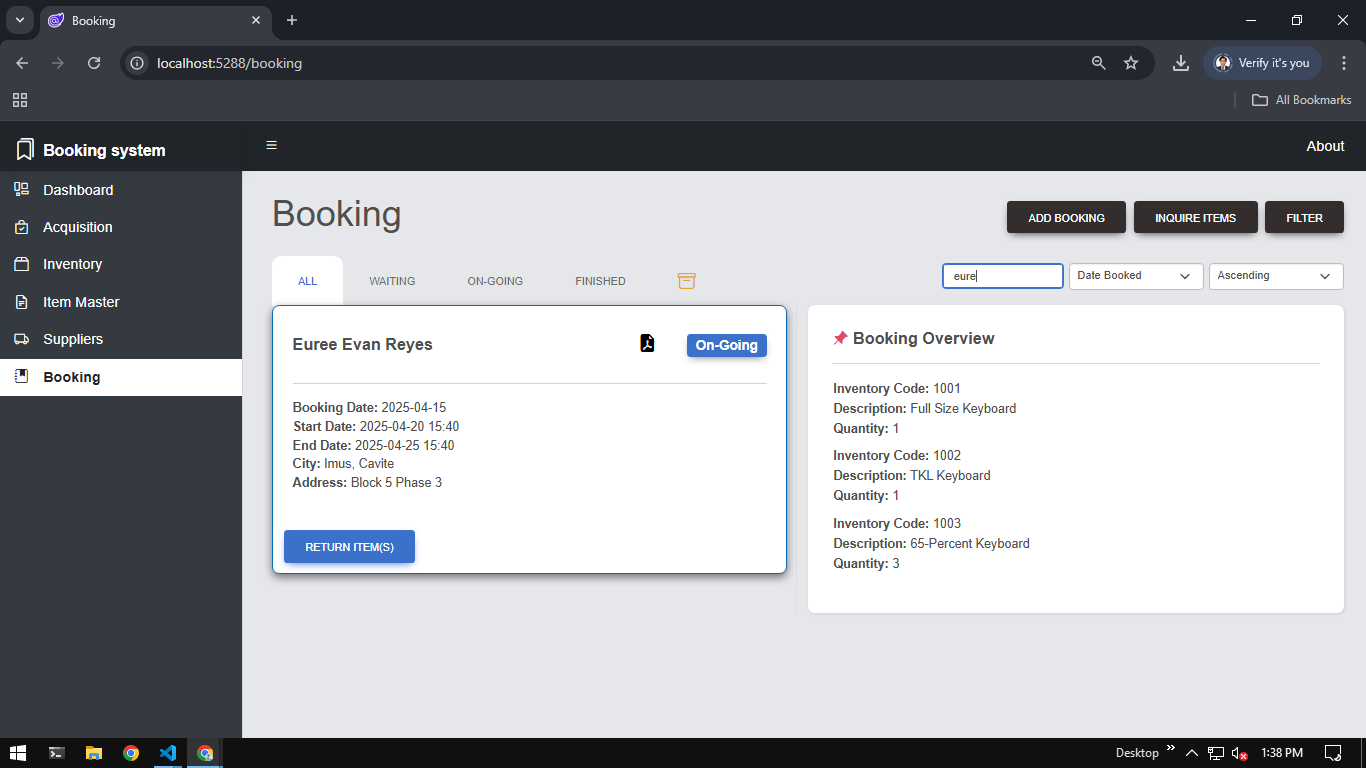 Booking
localhost:5288/booking
Verify it's you
All Bookmarks
Booking system
About
Dashboard
Acquisition
Inventory
Item Master
Suppliers
Booking
Booking
ADD BOOKING
INQUIRE ITEMS
FILTER
ALL
WAITING
ON-GOING
FINISHED
eure
Date Booked
Ascending
Euree Evan Reyes
On-Going
Booking Date: 2025-04-15
Start Date: 2025-04-20 15:40
End Date: 2025-04-25 15:40
City: Imus, Cavite
Address: Block 5 Phase 3
RETURN ITEM(S)
Booking Overview
Inventory Code: 1001
Description: Full Size Keyboard
Quantity: 1
Inventory Code: 1002
Description: TKL Keyboard
Quantity: 1
Inventory Code: 1003
Description: 65-Percent Keyboard
Quantity: 3
Desktop
1:38 PM